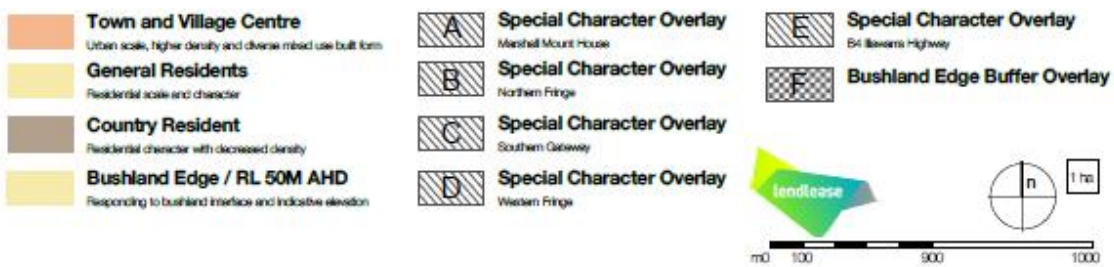 Town and Village Centre
Urban scale, higher density and diverse mixed use built form
General Residents
Residential scale and character
Country Resident
Residential character with decreased density
Bushland Edge / RL 50M AHD
Responding to bushland interface and indicative elevation
A
Special Character Overlay
Marshall Mount House
B
Special Character Overlay
Northern Fringe
C
Special Character Overlay
Southern Gateway
D
Special Character Overlay
Western Fringe
E
Special Character Overlay
B4 Illawarra Highway
F
Bushland Edge Buffer Overlay
lendlease
n
1 ha
m0 100 900 1000